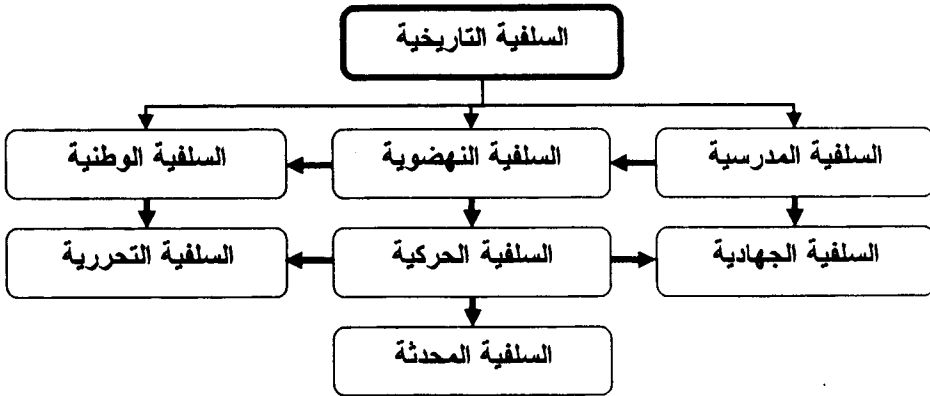 السلفية التاريخية
السلفية المدرسية
السلفية النهضوية
السلفية الوطنية
السلفية الجهادية
السلفية الحركية
السلفية التحررية
السلفية المحدثة